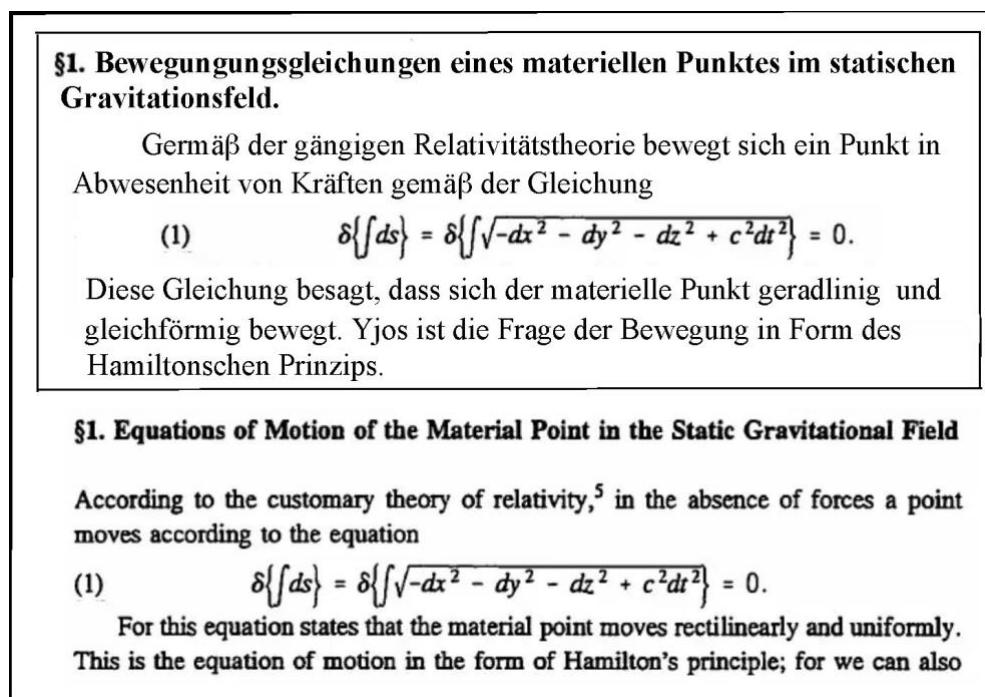 §1. Bewegungungsgleichungen eines materiellen Punktes im statischen
Gravitationsfeld.
Germäβ der gängigen Relativitätstheorie bewegt sich ein Punkt in
Abwesenheit von Kräften gemäβ der Gleichung
(1) δ{∫ds} = δ{∫√-dx² - dy² - dz² + c²dt²} = 0.
Diese Gleichung besagt, dass sich der materielle Punkt geradlinig und
gleichförmig bewegt. Yjos ist die Frage der Bewegung in Form des
Hamiltonschen Prinzips.
§1. Equations of Motion of the Material Point in the Static Gravitational Field
According to the customary theory of relativity,⁵ in the absence of forces a point
moves according to the equation
(1) δ{∫ds} = δ{∫√-dx² - dy² - dz² + c²dt²} = 0.
For this equation states that the material point moves rectilinearly and uniformly.
This is the equation of motion in the form of Hamilton's principle; for we can also